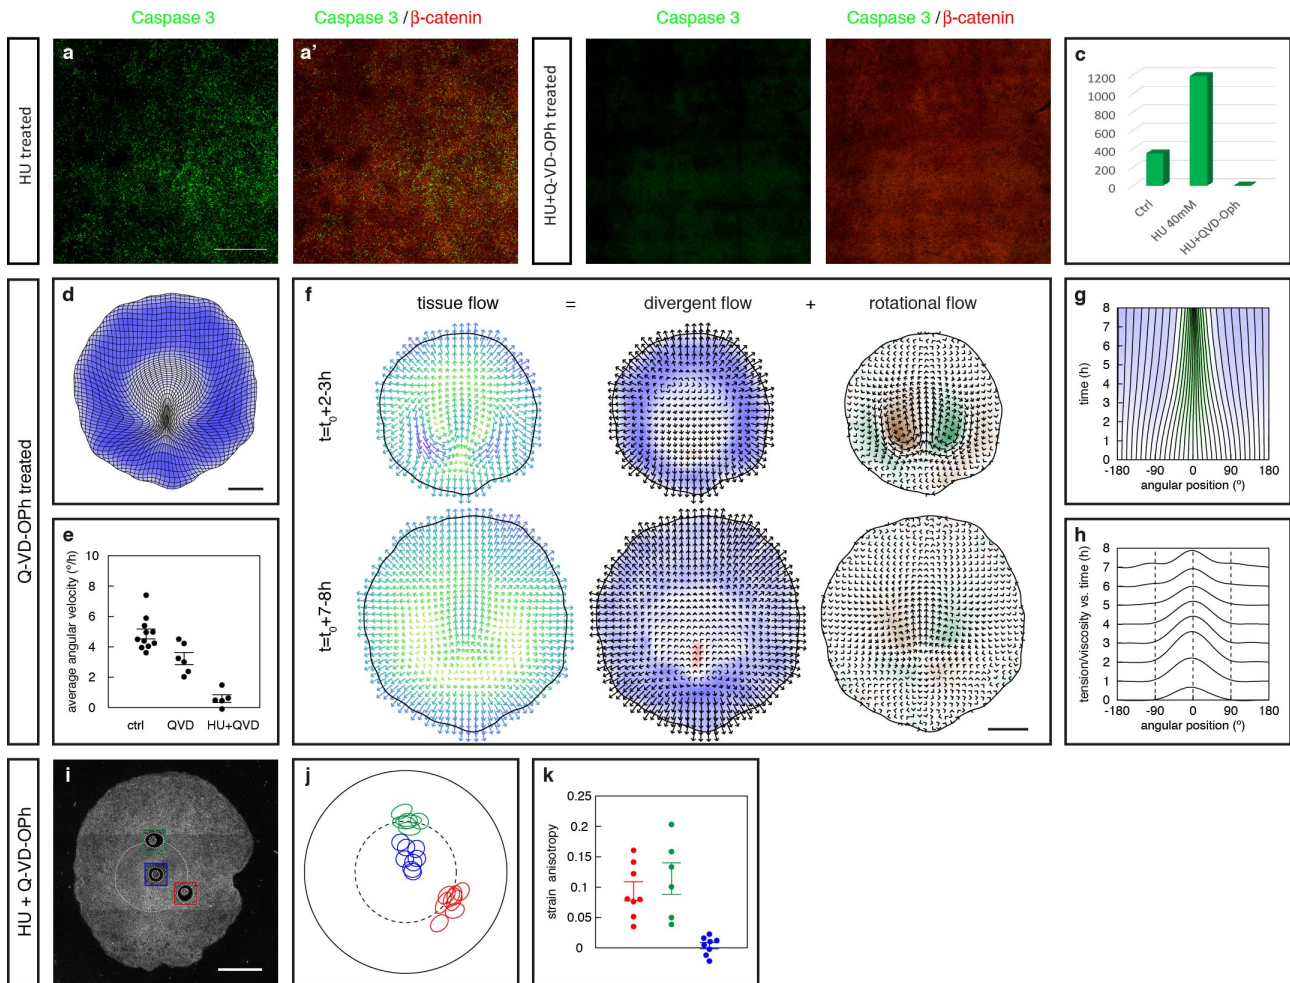 Caspase 3
Caspase 3 / β-catenin
Caspase 3
Caspase 3 / β-catenin
HU treated
a
a'
HU+Q-VD-OPh treated
c
1200
1000
800
600
400
200
0
Ctrl
HU 40mM
HU+QVD-Oph
Q-VD-OPh treated
d
e
average angular velocity (º/h)
10
8
6
4
2
0
ctrl
QVD
HU+QVD
f
tissue flow = divergent flow + rotational flow
t=t0+2-3h
t=t0+7-8h
g
time (h)
8
7
6
5
4
3
2
1
0
-180 -90 0 90 180
angular position (º)
h
tension/viscosity vs. time (h)
8
7
6
5
4
3
2
1
0
-180 -90 0 90 180
angular position (º)
HU + Q-VD-OPh
i
j
k
strain anisotropy
0.25
0.2
0.15
0.1
0.05
0